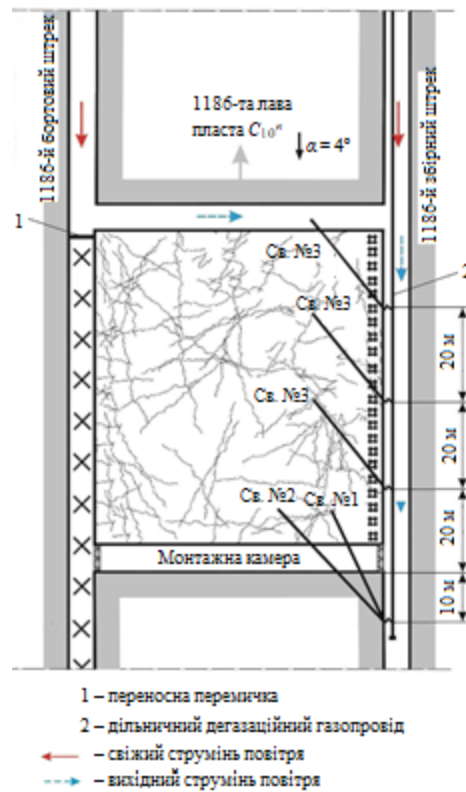 1186-й бортовий штрек
1186-та лава
пласта C₁₀ᵇ
α = 4°
1186-й збірний штрек
1
2
Св. №3
Св. №3
Св. №3
Св. №2
Св. №1
20 м
20 м
20 м
10 м
Монтажна камера
1 – переносна перемичка
2 – дільничний дегазаційний газопровід
– свіжий струмінь повітря
– вихідний струмінь повітря